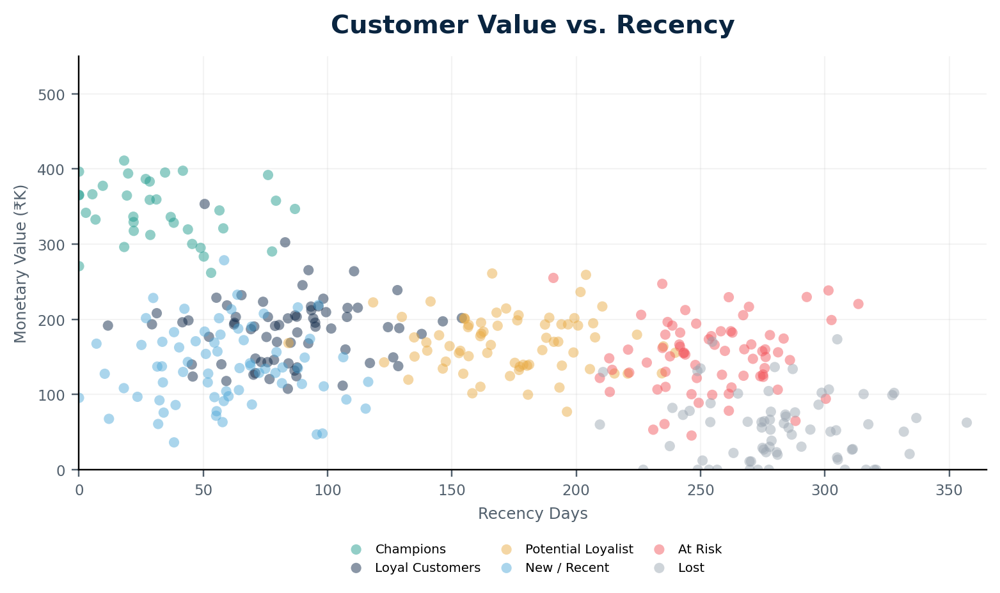 Customer Value vs. Recency
Monetary Value (₹K)
500
400
300
200
100
0
0 50 100 150 200 250 300 350
Recency Days
Champions Potential Loyalist At Risk
Loyal Customers New / Recent Lost